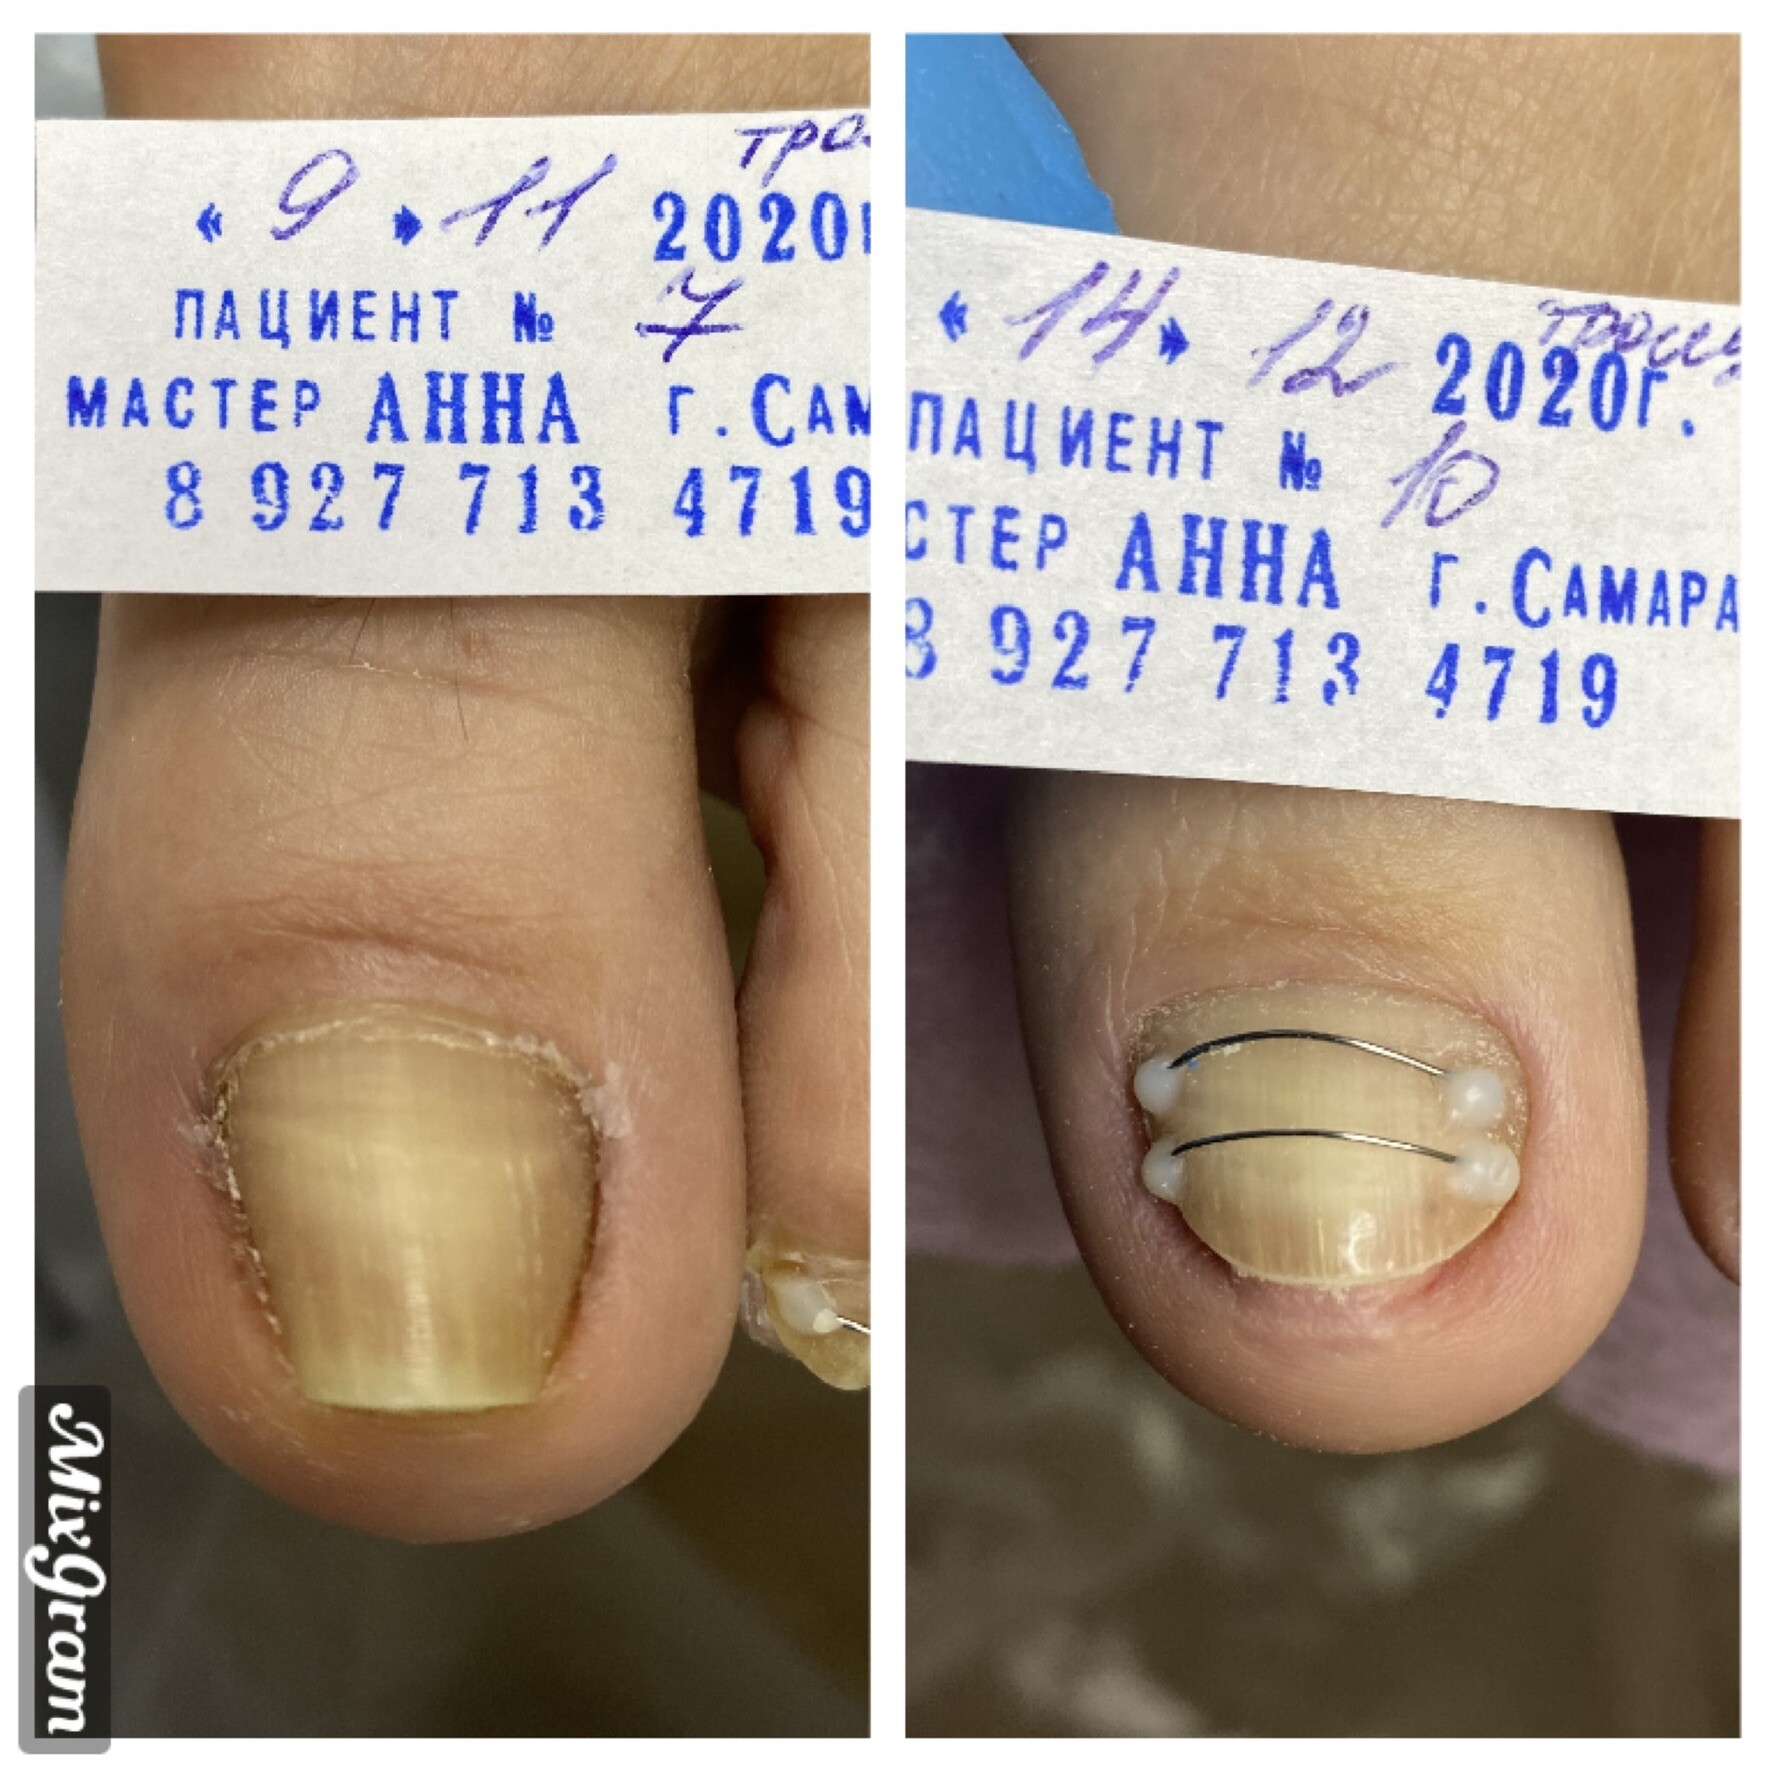 « 9 » 11 2020г
ПАЦИЕНТ № 7
МАСТЕР АННА г. САМ
8 927 713 4719
« 14 » 12 2020г.
ПАЦИЕНТ № 10
СТЕР АННА г. САМАРА
8 927 713 4719
MixGram